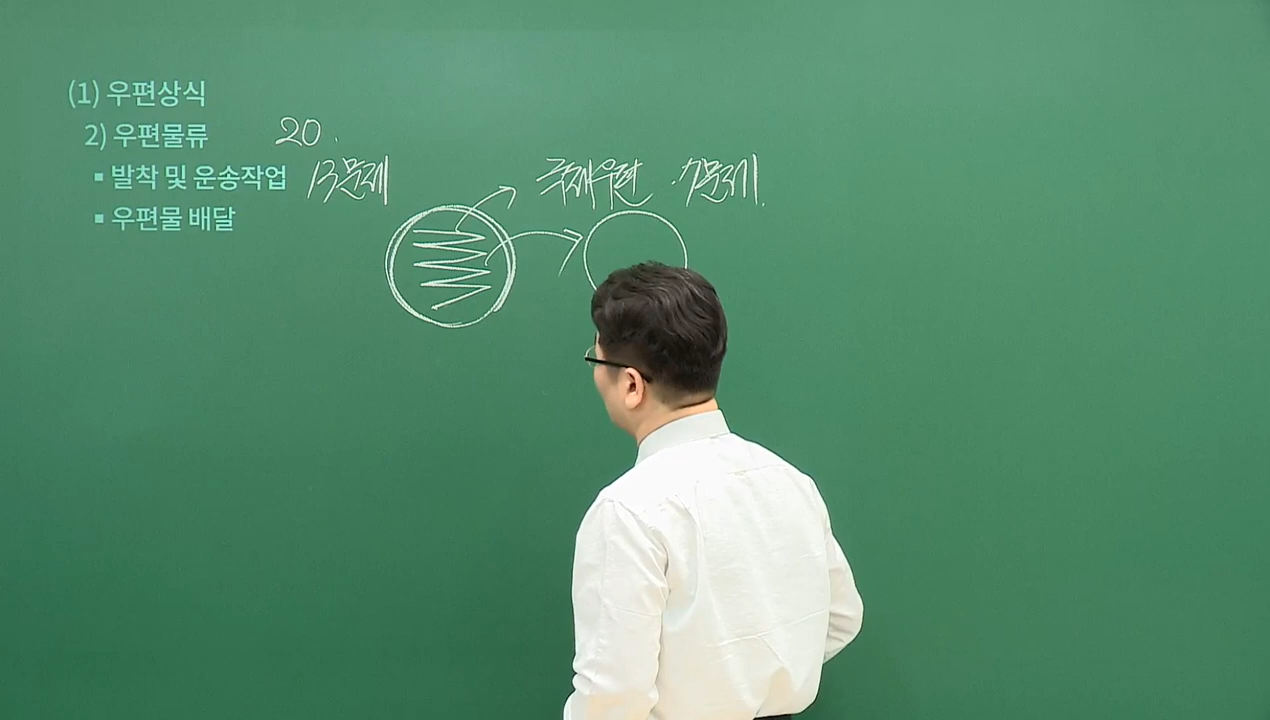 (1) 우편상식
2) 우편물류 20.
▪ 발착 및 운송작업 13문제 국제우편 7문제.
▪ 우편물 배달